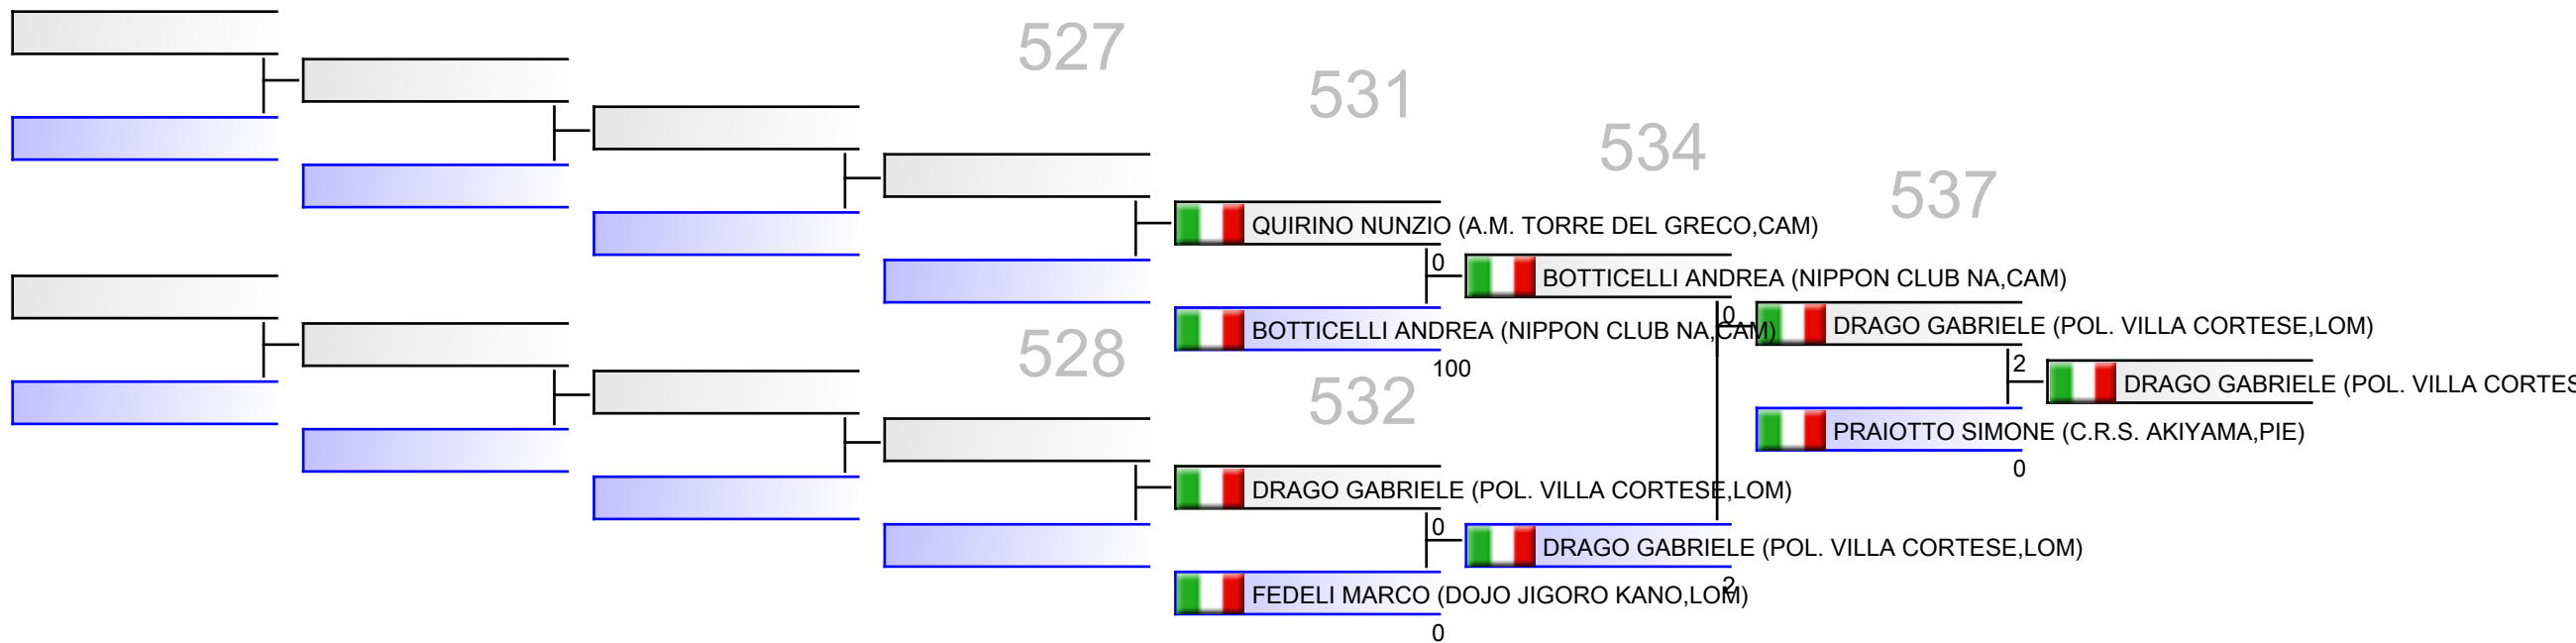 527
531
534
537
QUIRINO NUNZIO (A.M. TORRE DEL GRECO,CAM)
0
BOTTICELLI ANDREA (NIPPON CLUB NA,CAM)
BOTTICELLI ANDREA (NIPPON CLUB NA,CAM)
100
0
DRAGO GABRIELE (POL. VILLA CORTESE,LOM)
2
DRAGO GABRIELE (POL. VILLA CORTES
PRAIOTTO SIMONE (C.R.S. AKIYAMA,PIE)
0
528
532
DRAGO GABRIELE (POL. VILLA CORTESE,LOM)
0
DRAGO GABRIELE (POL. VILLA CORTESE,LOM)
2
FEDELI MARCO (DOJO JIGORO KANO,LOM)
0